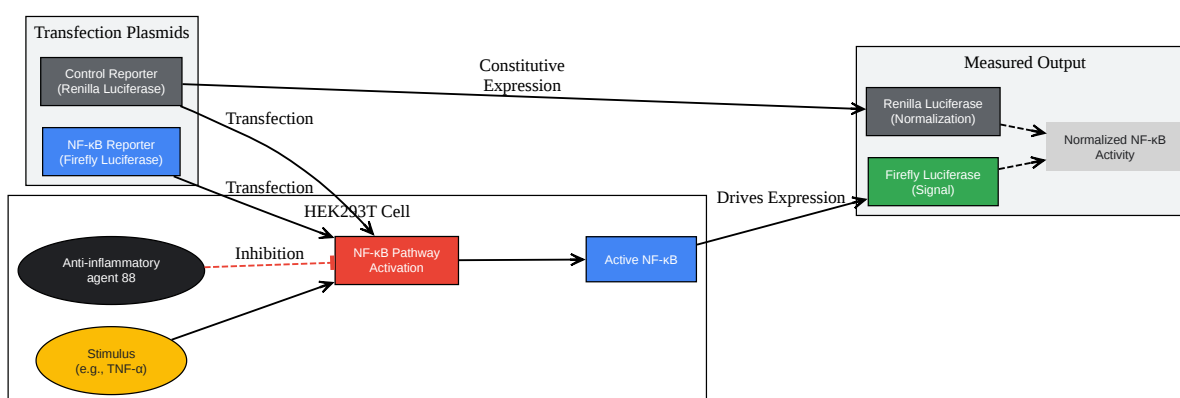 Transfection Plasmids
Control Reporter
(Renilla Luciferase)
NF-κB Reporter
(Firefly Luciferase)
Constitutive
Expression
Transfection
Transfection
Measured Output
Renilla Luciferase
(Normalization)
Normalized NF-κB
Activity
Firefly Luciferase
(Signal)
Drives Expression
HEK293T Cell
Anti-inflammatory
agent 88
Inhibition
NF-κB Pathway
Activation
Active NF-κB
Stimulus
(e.g., TNF-α)